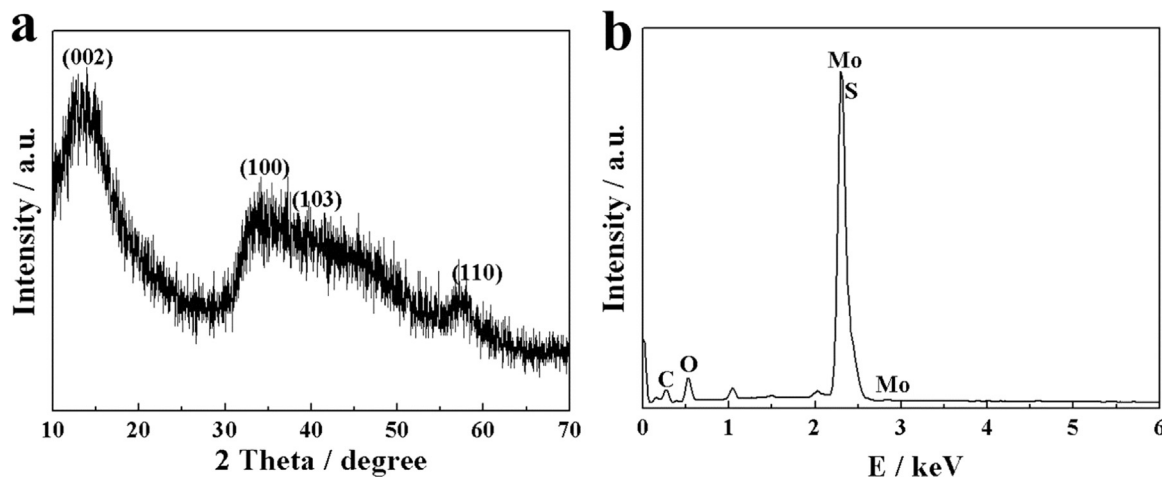 a
(002)
(100)
(103)
(110)
Intensity / a.u.
10 20 30 40 50 60 70
2 Theta / degree
b
Mo
S
C
O
Mo
Intensity / a.u.
0 1 2 3 4 5 6
E / keV